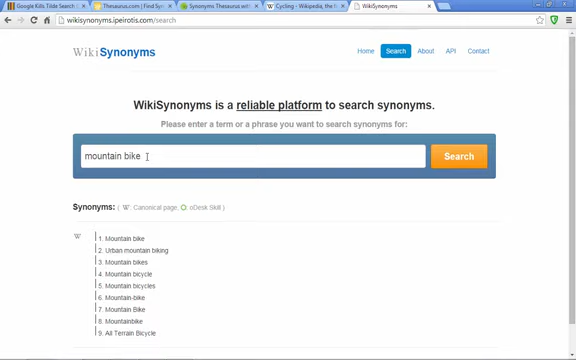 Google Kills Tilde Search
Thesaurus.com | Find Syn
Synonyms Thesaurus with
Cycling - Wikipedia, the f
WikiSynonyms
wikisynonyms.ipeirotis.com/search
WikiSynonyms
Home
Search
About
API
Contact
WikiSynonyms is a reliable platform to search synonyms.
Please enter a term or a phrase you want to search synonyms for:
mountain bike
Search
Synonyms: ( W, Canonical page, oDesk Skill )
W
1. Mountain bike
2. Urban mountain biking
3. Mountain bikes
4. Mountain bicycle
5. Mountain bicycles
6. Mountain-bike
7. Mountain Bike
8. Mountainbike
9. All Terrain Bicycle